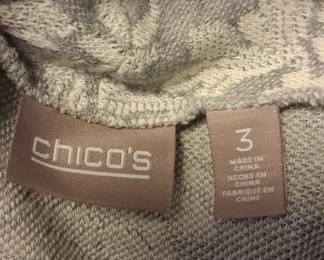 chico's
3
MADE IN
CHINA
HECHO EN
CHINA
FABRIQUÉ EN
CHINE